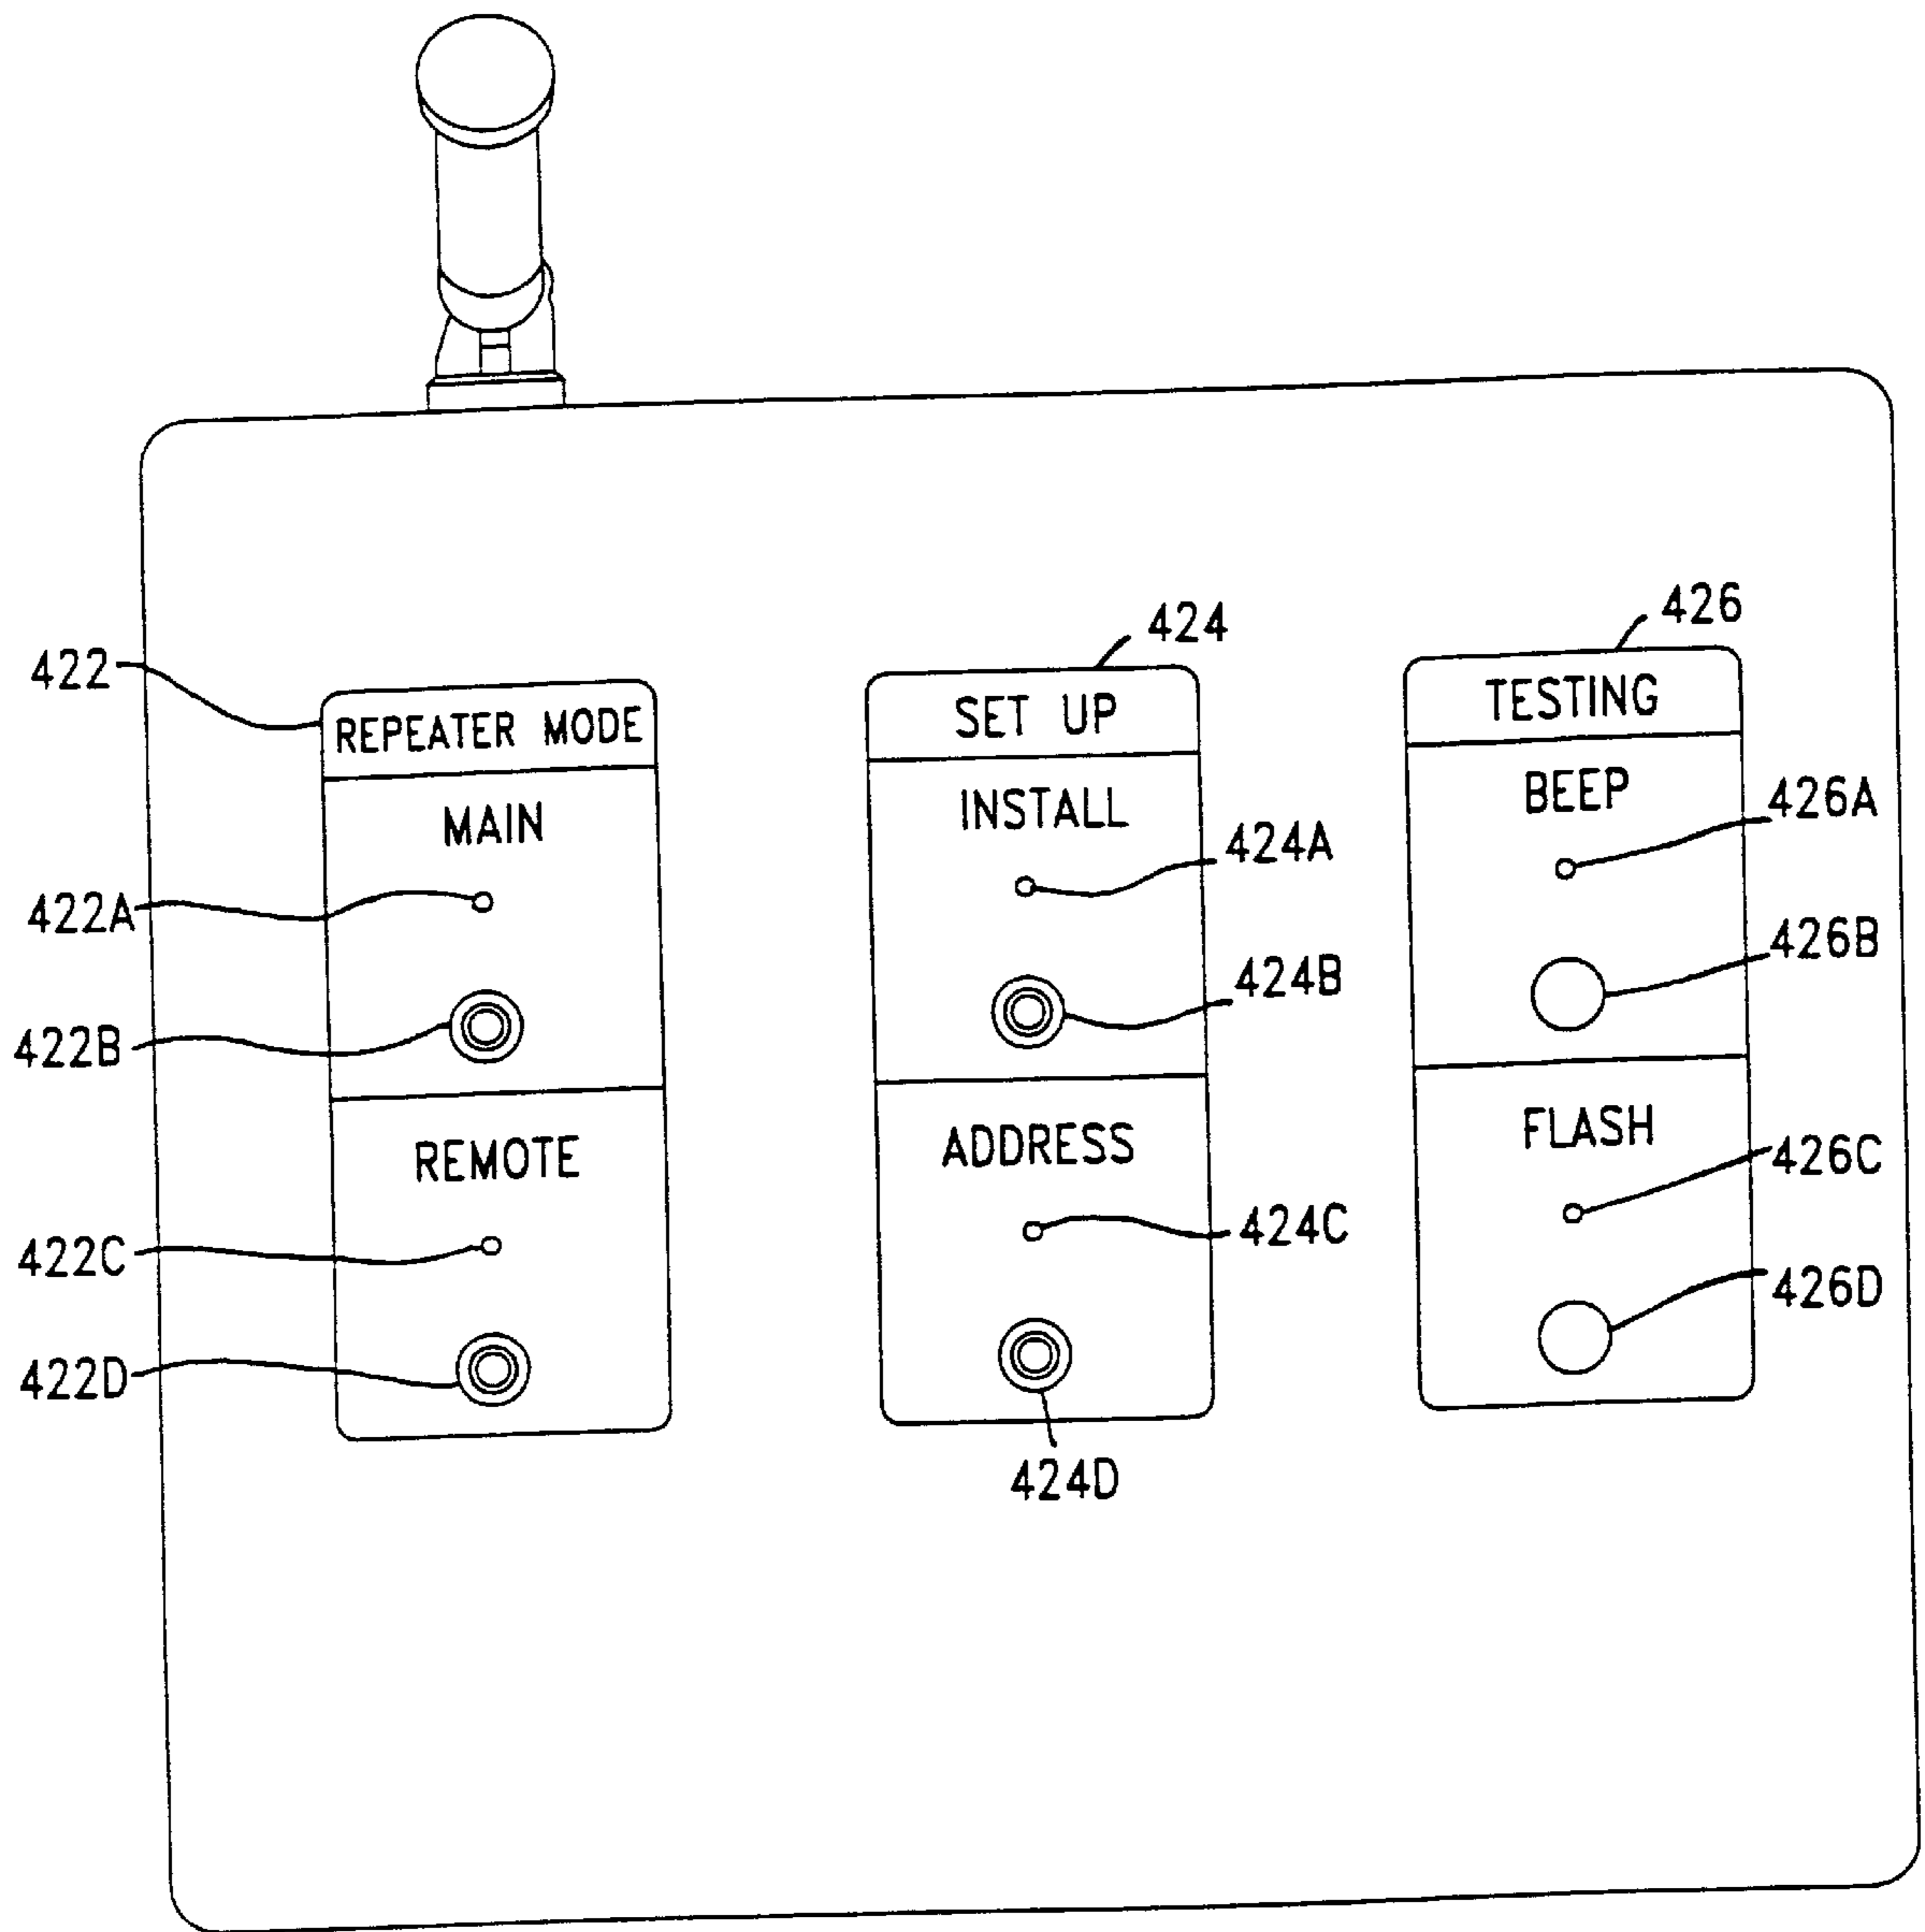 422
REPEATER MODE
MAIN
422A
422B
REMOTE
422C
422D
424
SET UP
INSTALL
424A
424B
ADDRESS
424C
424D
426
TESTING
BEEP
426A
426B
FLASH
426C
426D